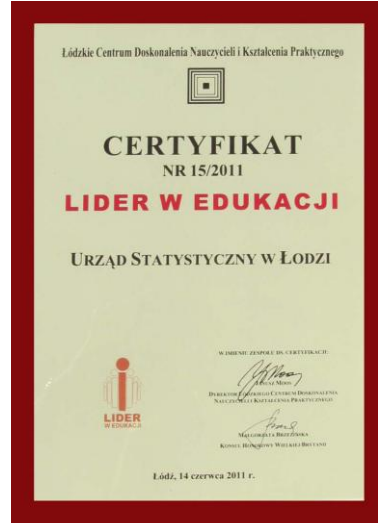 Łódzkie Centrum Doskonalenia Nauczycieli i Kształcenia Praktycznego
CERTYFIKAT
NR 15/2011
LIDER W EDUKACJI
URZĄD STATYSTYCZNY W ŁODZI
W IMIENIU ZESPOŁU DS. CERTYFIKACJI:
JANUSZ MOOS
DYREKTOR ŁÓDZKIEGO CENTRUM DOSKONALENIA
NAUCZYCIELI I KSZTAŁCENIA PRAKTYCZNEGO
MAŁGORZATA BRZEZIŃSKA
KONSUL HONOROWY WIELKIEJ BRYTANII
LIDER
W EDUKACJI
Łódź, 14 czerwca 2011 r.